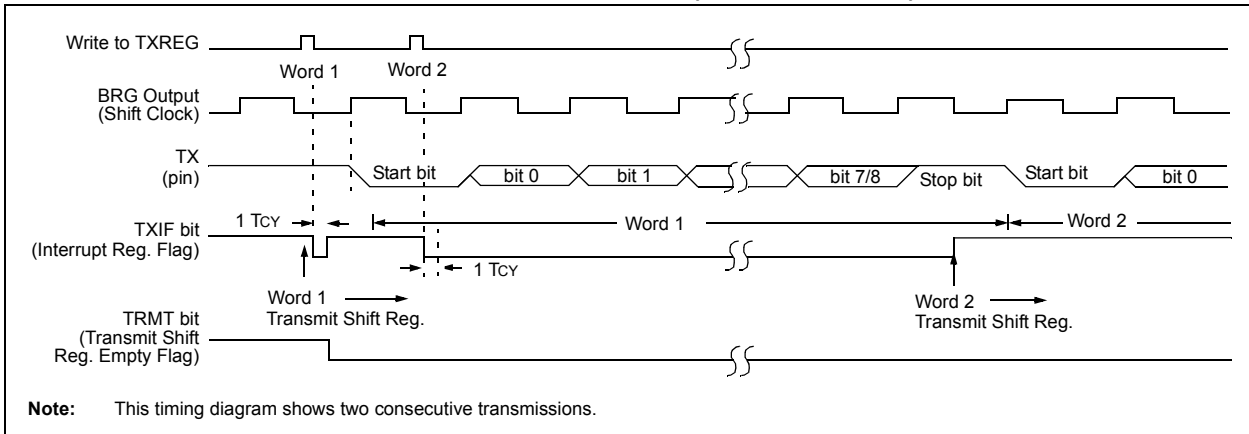 Write to TXREG
Word 1
Word 2
BRG Output
(Shift Clock)
TX
(pin)
Start bit
bit 0
bit 1
bit 7/8
Stop bit
Start bit
bit 0
1 TCY
Word 1
Word 2
TXIF bit
(Interrupt Reg. Flag)
1 TCY
Word 1
Transmit Shift Reg.
Word 2
Transmit Shift Reg.
TRMT bit
(Transmit Shift
Reg. Empty Flag)
Note: This timing diagram shows two consecutive transmissions.